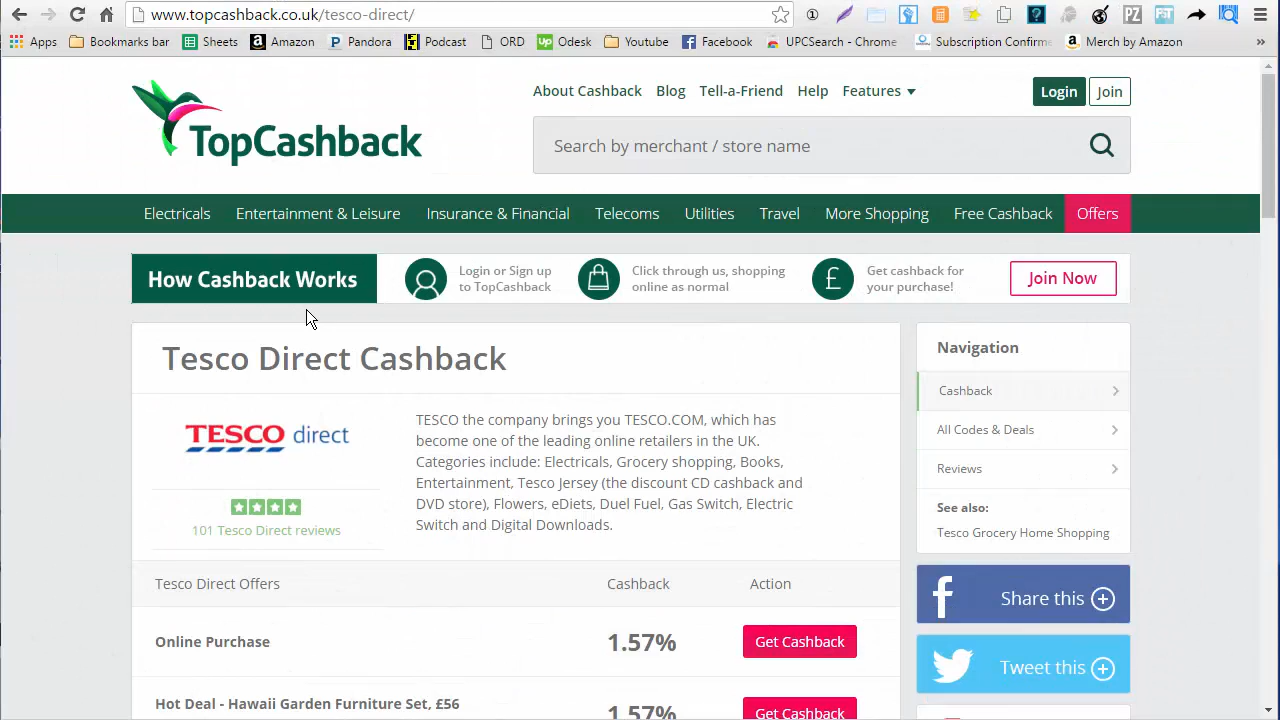 www.topcashback.co.uk/tesco-direct/
Apps Bookmarks bar Sheets Amazon Pandora Podcast ORD Odesk Youtube Facebook UPCSearch - Chrome Subscription Confirm Merch by Amazon »
TopCashback
About Cashback Blog Tell-a-Friend Help Features Login Join
Search by merchant / store name
Electricals Entertainment & Leisure Insurance & Financial Telecoms Utilities Travel More Shopping Free Cashback Offers
How Cashback Works
Login or Sign up
to TopCashback
Click through us, shopping
online as normal
£
Get cashback for
your purchase!
Join Now
Tesco Direct Cashback
TESCO direct
101 Tesco Direct reviews
TESCO the company brings you TESCO.COM, which has
become one of the leading online retailers in the UK.
Categories include: Electricals, Grocery shopping, Books,
Entertainment, Tesco Jersey (the discount CD cashback and
DVD store), Flowers, eDiets, Duel Fuel, Gas Switch, Electric
Switch and Digital Downloads.
Tesco Direct Offers Cashback Action
Online Purchase 1.57% Get Cashback
Hot Deal - Hawaii Garden Furniture Set, £56
1.57% Get Cashback
Navigation
Cashback
All Codes & Deals
Reviews
See also:
Tesco Grocery Home Shopping
f Share this
Tweet this